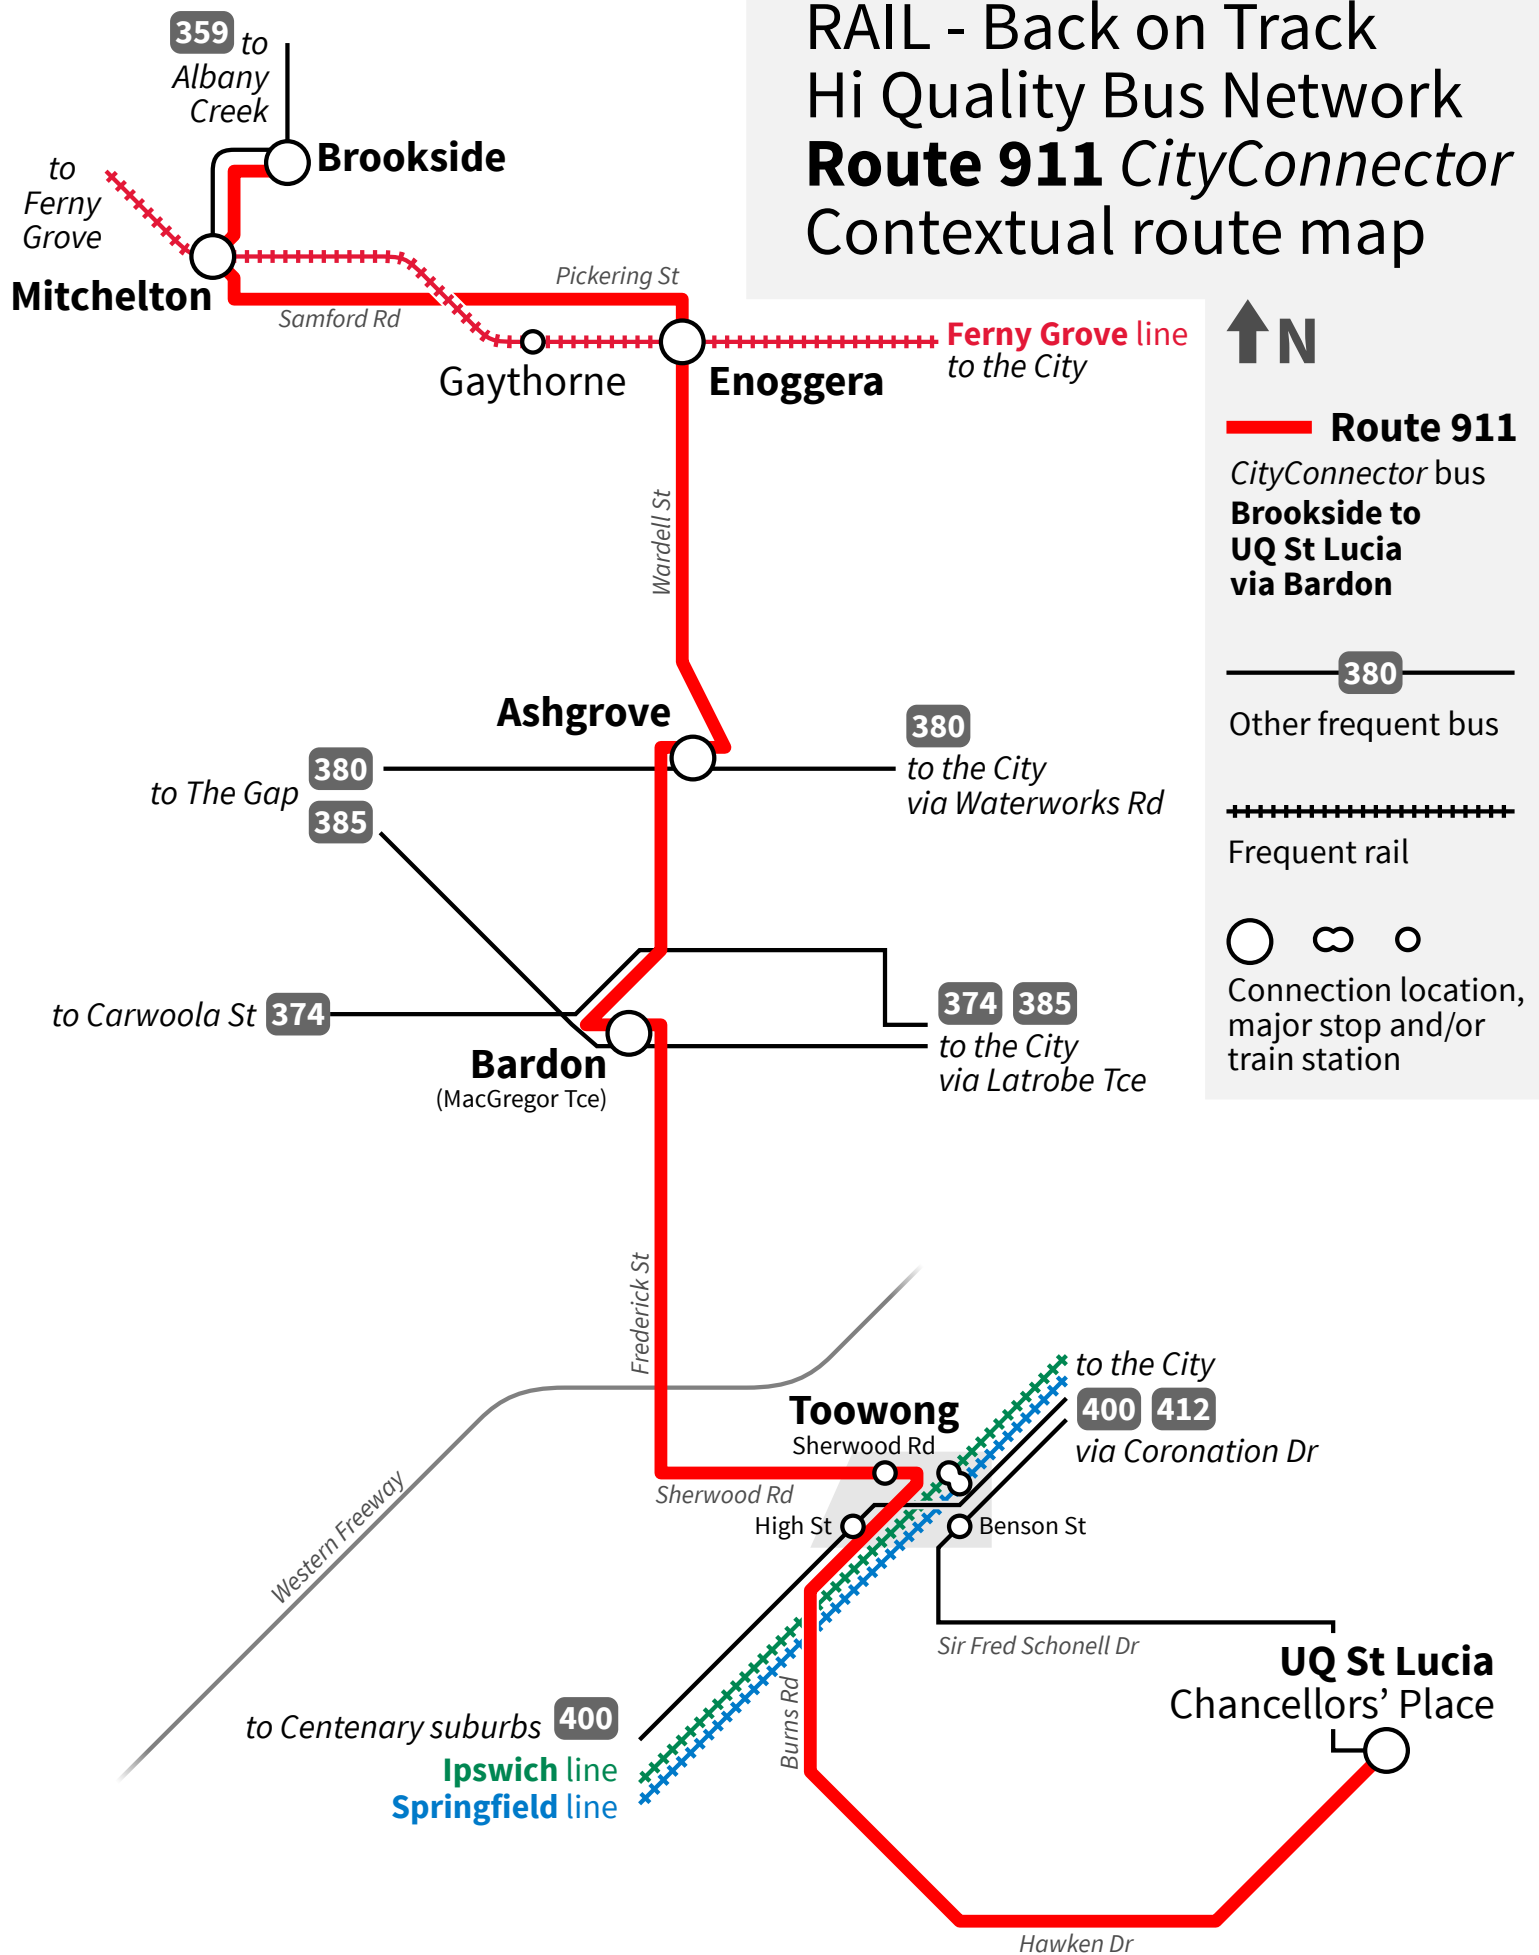 RAIL - Back on Track
Hi Quality Bus Network
Route 911 CityConnector
Contextual route map
359 to
Albany
Creek
Brookside
to
Ferny
Grove
Mitchelton
Pickering St
Samford Rd
Gaythorne
Enoggera
Ferny Grove line
to the City
N
Route 911
CityConnector bus
Brookside to
UQ St Lucia
via Bardon
380
Other frequent bus
Frequent rail
Connection location,
major stop and/or
train station
Wardell St
Ashgrove
380
to the City
via Waterworks Rd
to The Gap
380
385
to Carwoola St 374
374 385
to the City
via Latrobe Tce
Bardon
(MacGregor Tce)
Frederick St
Western Freeway
to the City
400 412
via Coronation Dr
Toowong
Sherwood Rd
Sherwood Rd
High St
Benson St
Sir Fred Schonell Dr
UQ St Lucia
Chancellors’ Place
to Centenary suburbs 400
Ipswich line
Springfield line
Burns Rd
Hawken Dr